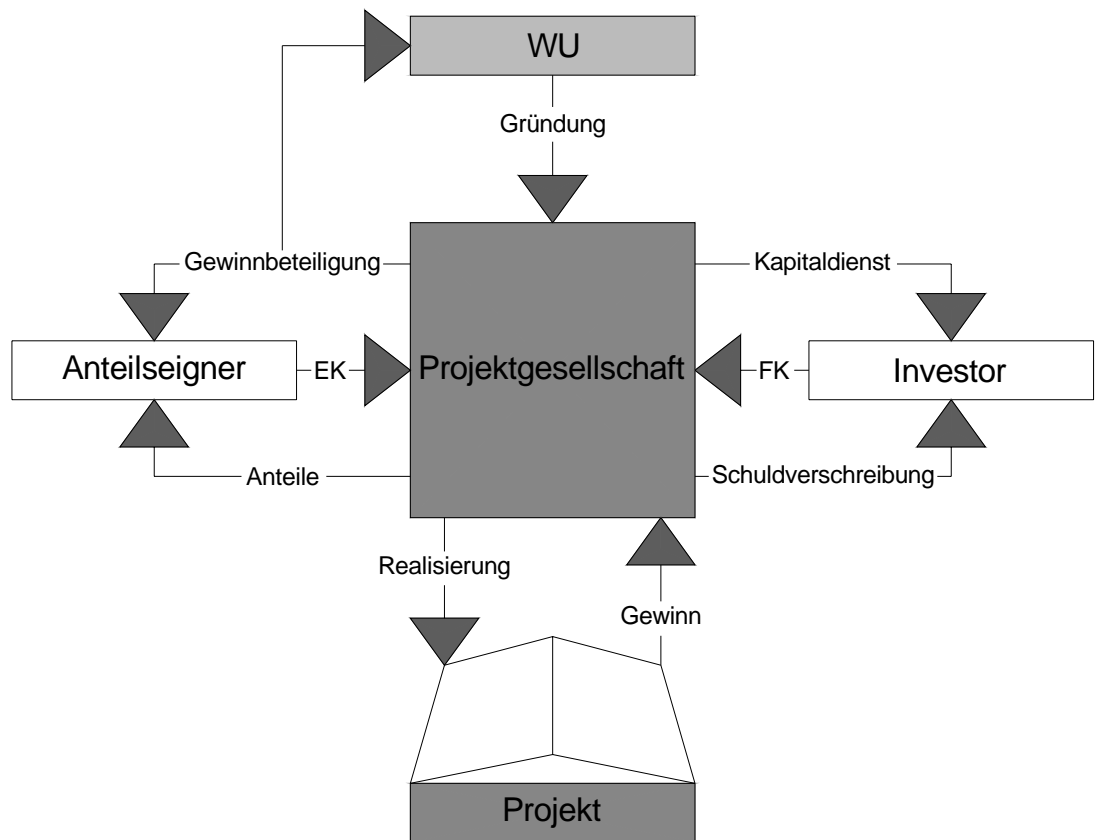 WU
Gründung
Gewinnbeteiligung
Kapitaldienst
Anteilseigner
EK
Projektgesellschaft
FK
Investor
Anteile
Schuldverschreibung
Realisierung
Gewinn
Projekt